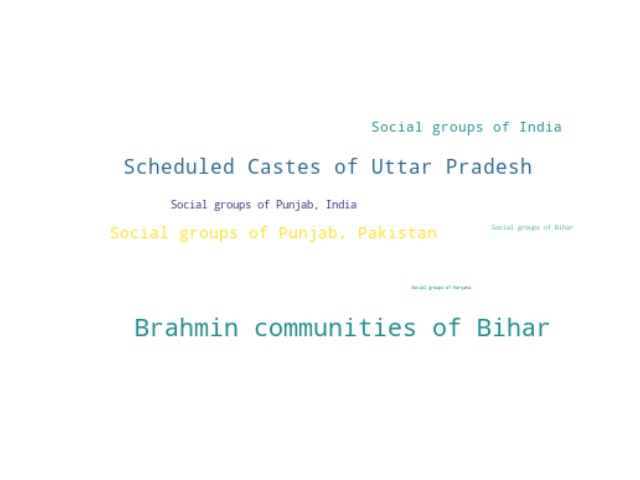 Social groups of India
Scheduled Castes of Uttar Pradesh
Social groups of Punjab, India
Social groups of Bihar
Social groups of Punjab, Pakistan
Social groups of Haryana
Brahmin communities of Bihar